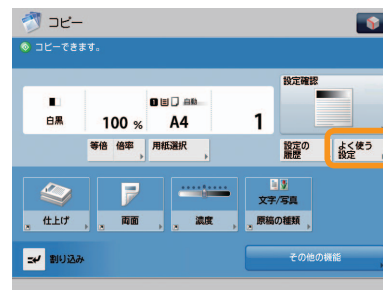 コピー
コピーできます。
設定確認
1 自動
白黒
100 % A4 1
等倍 倍率 用紙選択
設定の
履歴
よく使う
設定
文字/写真
仕上げ 両面 濃度 原稿の種類
割り込み
その他の機能